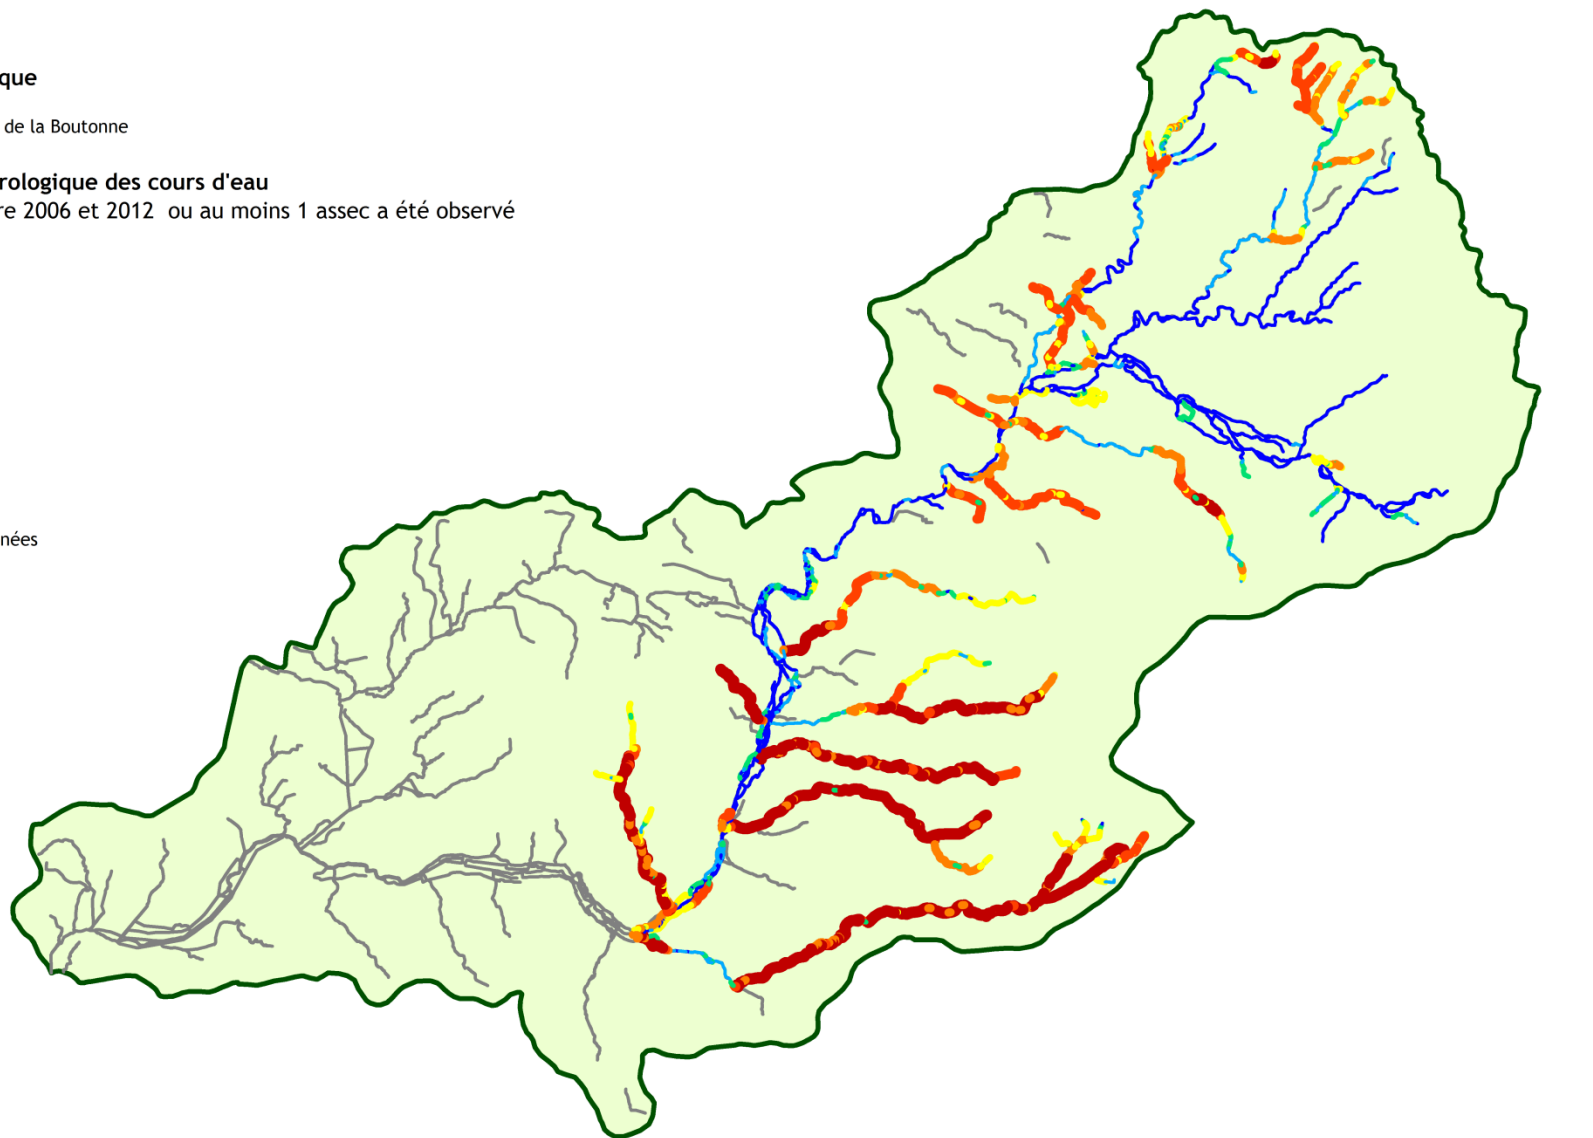 que
de la Boutonne
rologique des cours d'eau
re 2006 et 2012 ou au moins 1 assec a été observé
nées